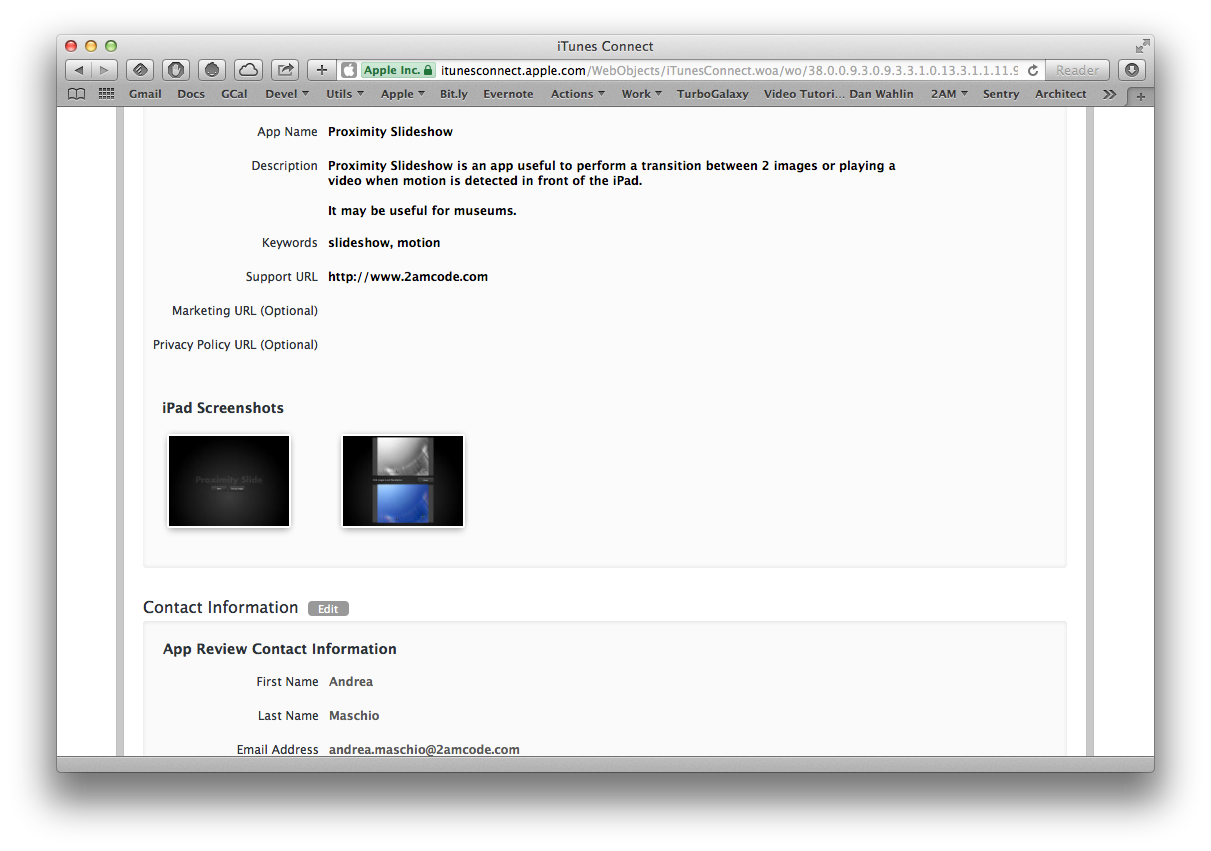 iTunes Connect
Apple Inc. itunesconnect.apple.com/WebObjects/iTunesConnect.woa/wo/38.0.0.9.3.0.9.3.3.1.0.13.3.1.1.11.9 Reader
Gmail Docs GCal Devel Utils Apple Bit.ly Evernote Actions Work TurboGalaxy Video Tutori... Dan Wahlin 2AM Sentry Architect
App Name Proximity Slideshow
Description Proximity Slideshow is an app useful to perform a transition between 2 images or playing a
video when motion is detected in front of the iPad.
It may be useful for museums.
Keywords slideshow, motion
Support URL http://www.2amcode.com
Marketing URL (Optional)
Privacy Policy URL (Optional)
iPad Screenshots
Proximity Slide
Contact Information Edit
App Review Contact Information
First Name Andrea
Last Name Maschio
Email Address andrea.maschio@2amcode.com